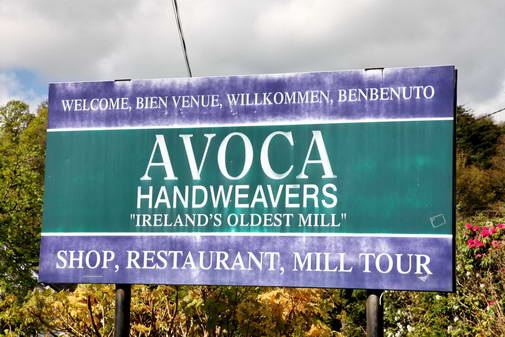 WELCOME, BIEN VENUE, WILLKOMMEN, BENBENUTO
AVOCA
HANDWEAVERS
"IRELAND'S OLDEST MILL"
SHOP, RESTAURANT, MILL TOUR